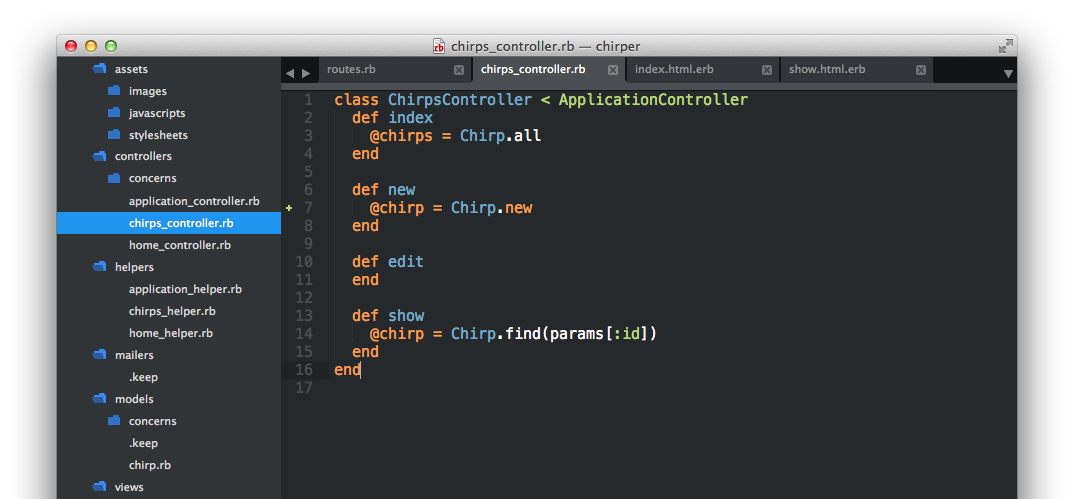 chirps_controller.rb — chirper
assets
images
javascripts
stylesheets
controllers
concerns
application_controller.rb
chirps_controller.rb
home_controller.rb
helpers
application_helper.rb
chirps_helper.rb
home_helper.rb
mailers
.keep
models
concerns
.keep
chirp.rb
views
routes.rb chirps_controller.rb index.html.erb show.html.erb
1 class ChirpsController < ApplicationController
2   def index
3     @chirps = Chirp.all
4   end
5
6   def new
7     @chirp = Chirp.new
8   end
9
10   def edit
11   end
12
13   def show
14     @chirp = Chirp.find(params[:id])
15   end
16 end
17